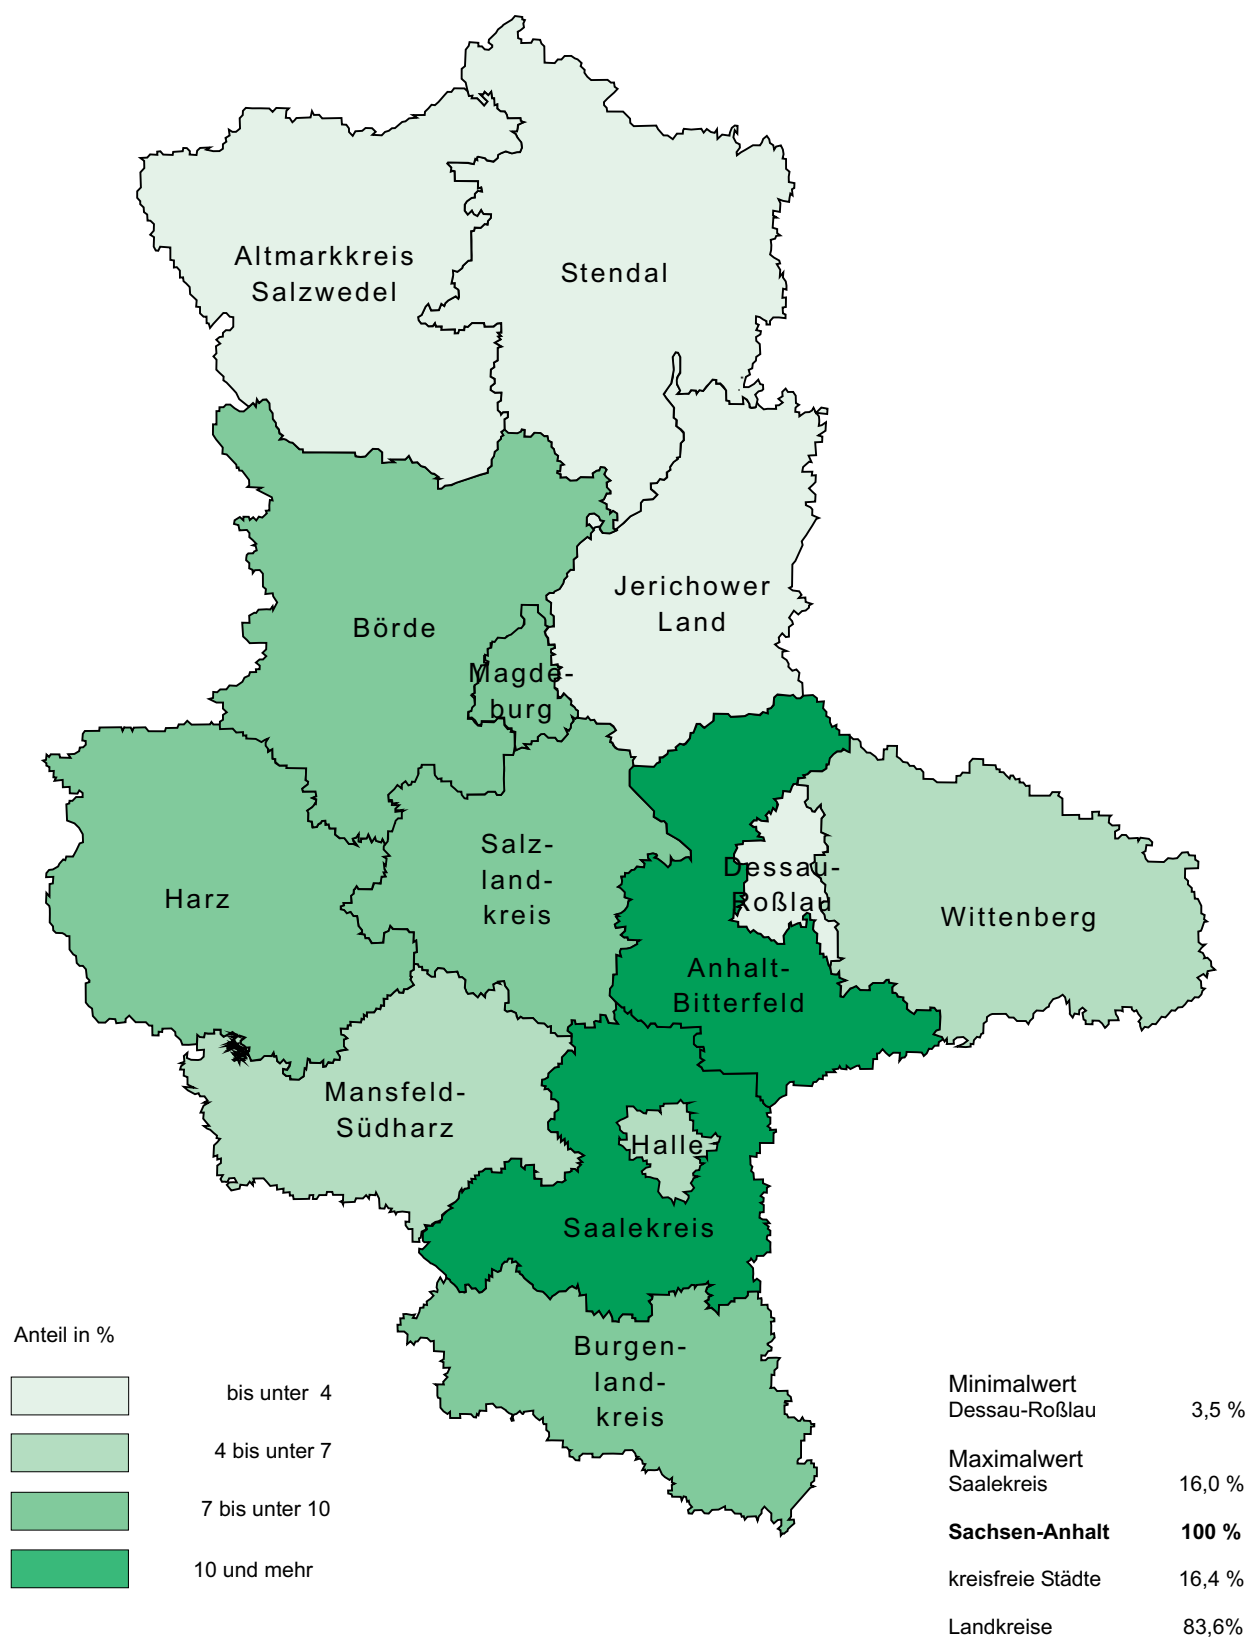 Altmarkkreis
Salzwedel
Stendal
Jerichower
Land
Börde
Magde-
burg
Salz-
land-
kreis
Harz
Dessau-
Roßlau
Wittenberg
Anhalt-
Bitterfeld
Mansfeld-
Südharz
Halle
Saalekreis
Burgen-
land-
kreis
Anteil in %
bis unter 4
4 bis unter 7
7 bis unter 10
10 und mehr
Minimalwert
Dessau-Roßlau 3,5 %
Maximalwert
Saalekreis 16,0 %
Sachsen-Anhalt 100 %
kreisfreie Städte 16,4 %
Landkreise 83,6%